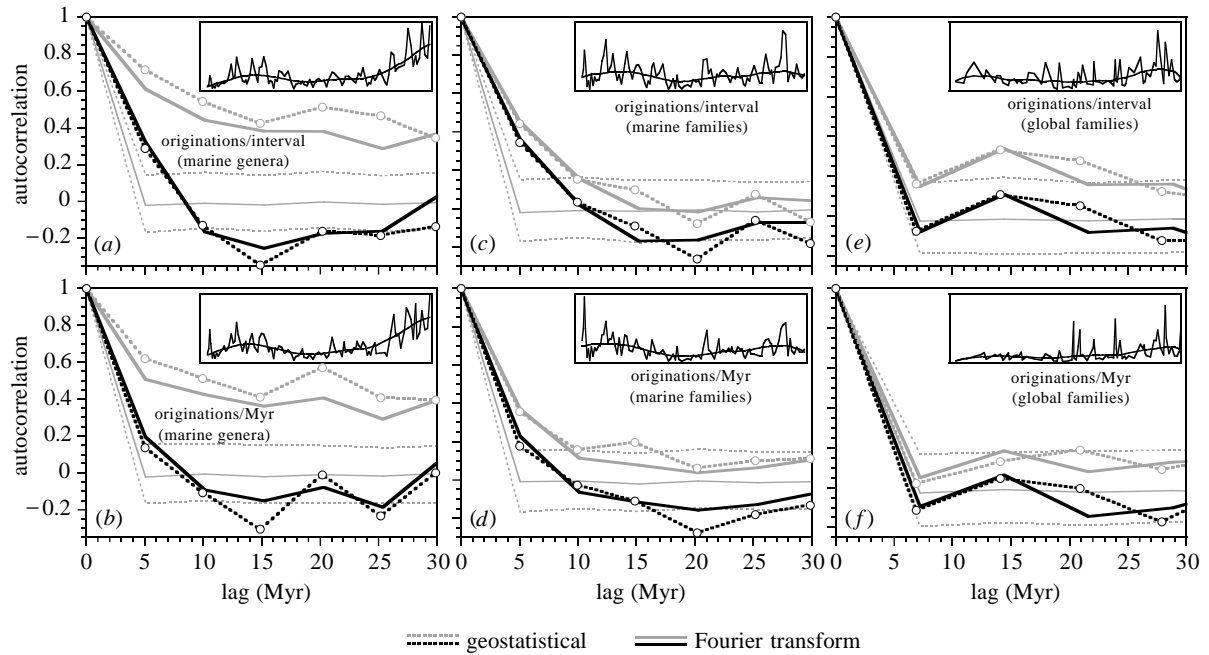 1
0.8
0.6
0.4
0.2
0
−0.2
autocorrelation
originations/interval
(marine genera)
(a)
originations/interval
(marine families)
(c)
originations/interval
(global families)
(e)
1
0.8
0.6
0.4
0.2
0
−0.2
autocorrelation
originations/Myr
(marine genera)
(b)
originations/Myr
(marine families)
(d)
originations/Myr
(global families)
(f)
0 5 10 15 20 25 30
0 5 10 15 20 25 30
0 5 10 15 20 25 30
lag (Myr)
lag (Myr)
lag (Myr)
geostatistical
Fourier transform